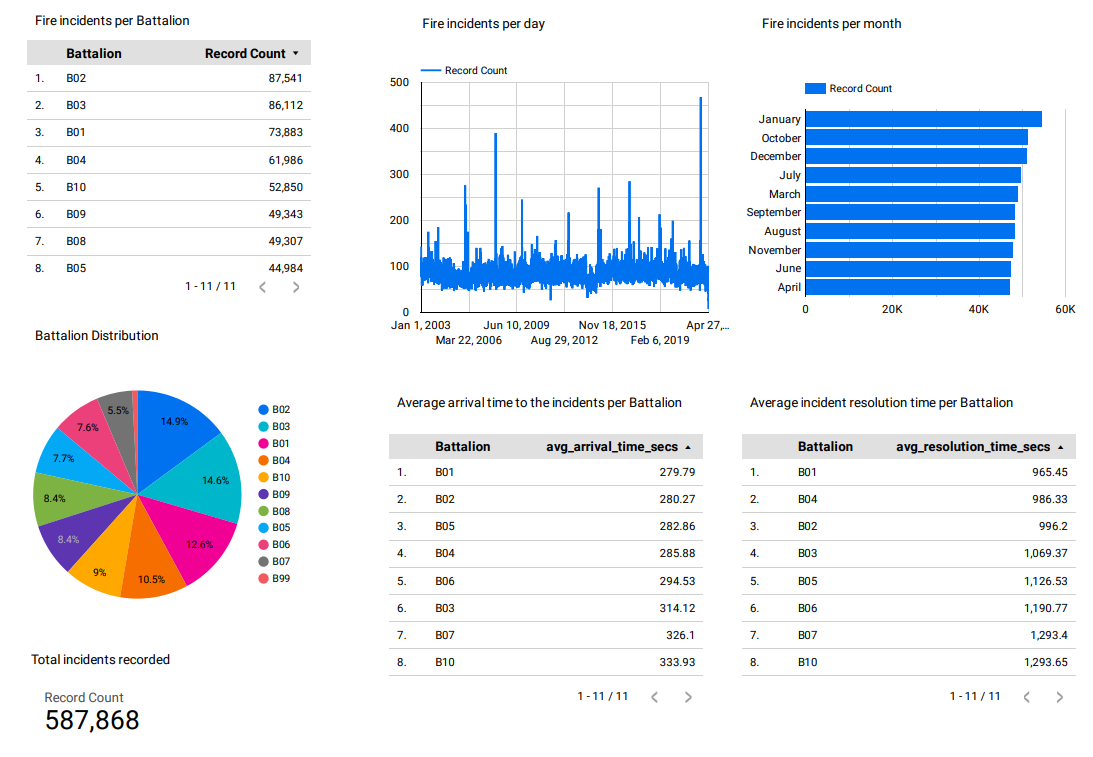 Fire incidents per Battalion
Battalion Record Count
1. B02 87,541
2. B03 86,112
3. B01 73,883
4. B04 61,986
5. B10 52,850
6. B09 49,343
7. B08 49,307
8. B05 44,984
1 - 11 / 11
Fire incidents per day
Record Count
500
400
300
200
100
0
Jan 1, 2003
Mar 22, 2006
Jun 10, 2009
Aug 29, 2012
Nov 18, 2015
Feb 6, 2019
Apr 27,...
Fire incidents per month
Record Count
January
October
December
July
March
September
August
November
June
April
0 20K 40K 60K
Battalion Distribution
14.9%
14.6%
12.6%
10.5%
9%
8.4%
8.4%
7.7%
7.6%
5.5%
B02
B03
B01
B04
B10
B09
B08
B05
B06
B07
B99
Total incidents recorded
Record Count
587,868
Average arrival time to the incidents per Battalion
Battalion avg_arrival_time_secs
1. B01 279.79
2. B02 280.27
3. B05 282.86
4. B04 285.88
5. B06 294.53
6. B03 314.12
7. B07 326.1
8. B10 333.93
1 - 11 / 11
Average incident resolution time per Battalion
Battalion avg_resolution_time_secs
1. B01 965.45
2. B04 986.33
3. B02 996.2
4. B03 1,069.37
5. B05 1,126.53
6. B06 1,190.77
7. B07 1,293.4
8. B10 1,293.65
1 - 11 / 11